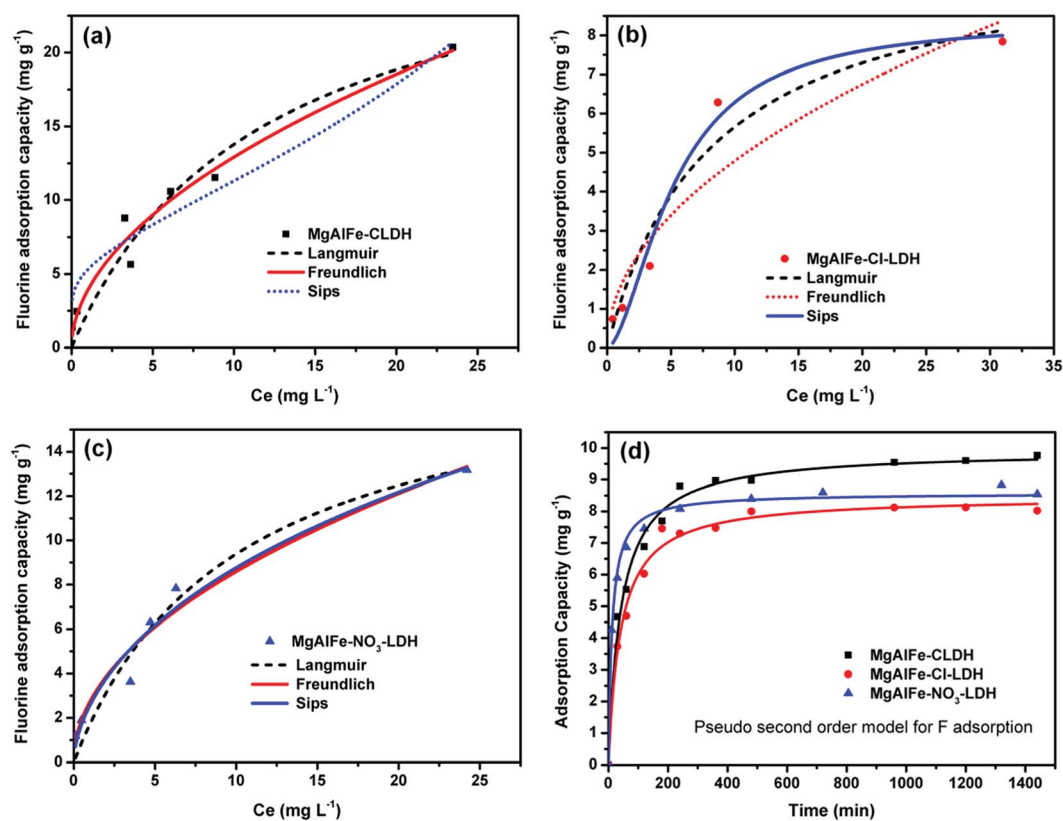 (a)
Fluorine adsorption capacity (mg g⁻¹)
20
15
10
5
0
MgAlFe-CLDH
Langmuir
Freundlich
Sips
0 5 10 15 20 25
Ce (mg L⁻¹)
(b)
Fluorine adsorption capacity (mg g⁻¹)
9
8
7
6
5
4
3
2
1
0
MgAlFe-Cl-LDH
Langmuir
Freundlich
Sips
0 5 10 15 20 25 30 35
Ce (mg L⁻¹)
(c)
Fluorine adsorption capacity (mg g⁻¹)
14
12
10
8
6
4
2
0
MgAlFe-NO₃-LDH
Langmuir
Freundlich
Sips
0 5 10 15 20 25
Ce (mg L⁻¹)
(d)
Adsorption Capacity (mg g⁻¹)
10
9
8
7
6
5
4
3
2
1
0
MgAlFe-CLDH
MgAlFe-Cl-LDH
MgAlFe-NO₃-LDH
Pseudo second order model for F adsorption
0 200 400 600 800 1000 1200 1400
Time (min)